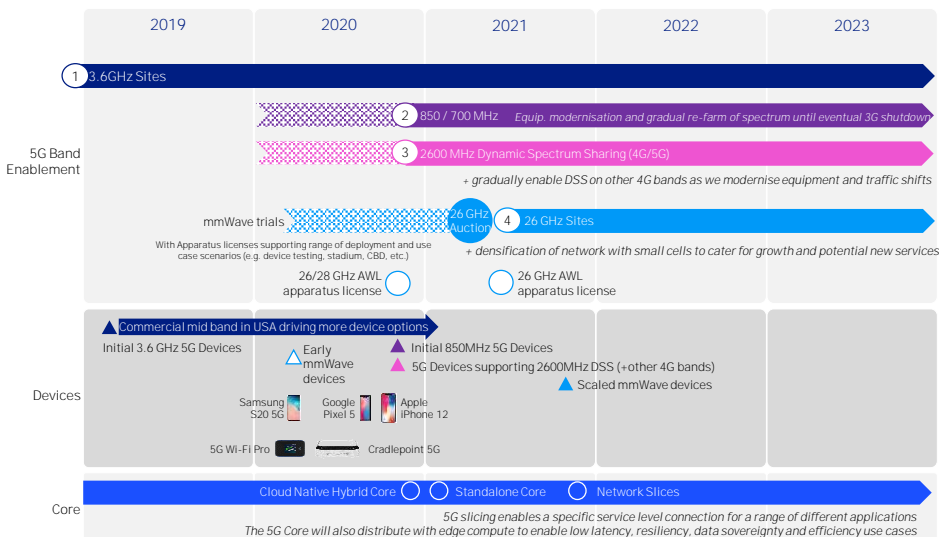 2019
2020
2021
2022
2023
5G Band
Enablement
1
3.6GHz Sites
2
850 / 700 MHz
Equip. modernisation and gradual re-farm of spectrum until eventual 3G shutdown
3
2600 MHz Dynamic Spectrum Sharing (4G/5G)
+ gradually enable DSS on other 4G bands as we modernise equipment and traffic shifts
mmWave trials
26 GHz
Auction
4
26 GHz Sites
With Apparatus licenses supporting range of deployment and use
case scenarios (e.g. device testing, stadium, CBD, etc.)
+ densification of network with small cells to cater for growth and potential new services
26/28 GHz AWL
apparatus license
26 GHz AWL
apparatus license
Devices
Commercial mid band in USA driving more device options
Initial 3.6 GHz 5G Devices
Early
mmWave
devices
Initial 850MHz 5G Devices
5G Devices supporting 2600MHz DSS (+other 4G bands)
Scaled mmWave devices
Samsung
S20 5G
Google
Pixel 5
Apple
iPhone 12
5G Wi-Fi Pro
Cradlepoint 5G
Core
Cloud Native Hybrid Core
Standalone Core
Network Slices
5G slicing enables a specific service level connection for a range of different applications
The 5G Core will also distribute with edge compute to enable low latency, resiliency, data sovereignty and efficiency use cases